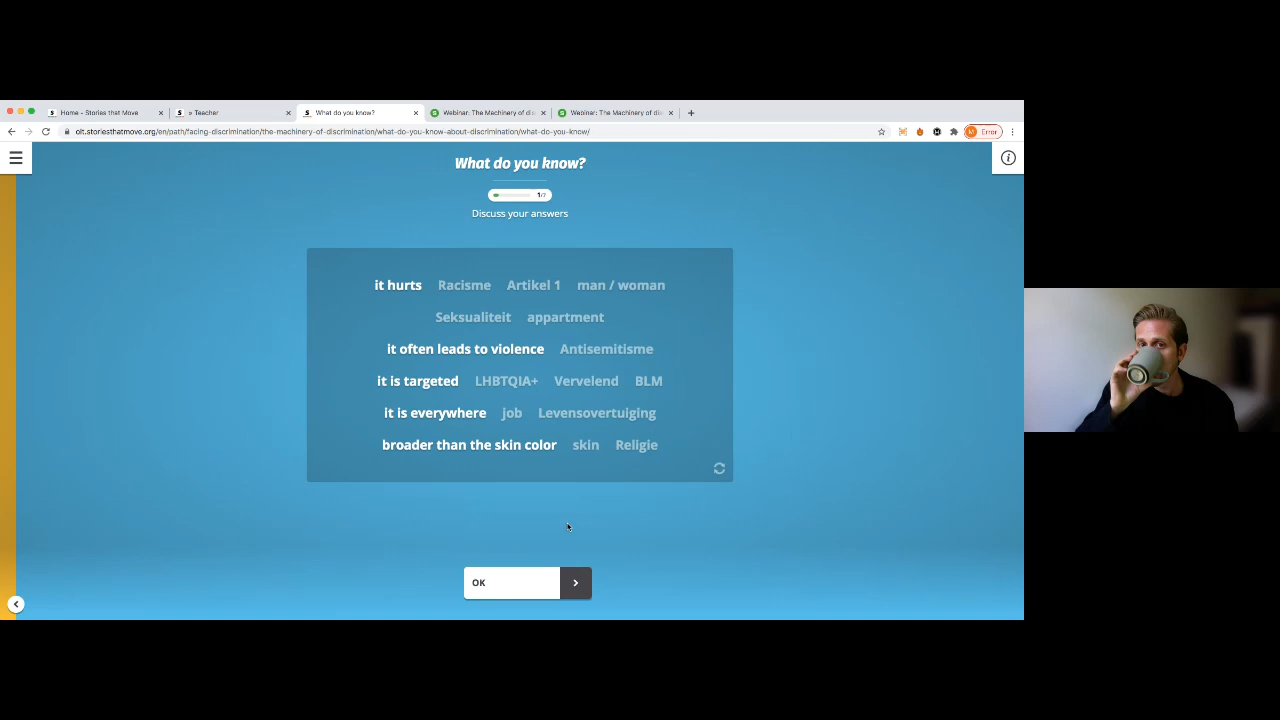 Home - Stories that Move
» Teacher
What do you know?
Webinar: The Machinery of di
Webinar: The Machinery of dis
olt.storiesthatmove.org/en/path/facing-discrimination/the-machinery-of-discrimination/what-do-you-know-about-discrimination/what-do-you-know/
M Error
What do you know?
1/7
Discuss your answers
it hurts Racisme Artikel 1 man / woman
Seksualiteit appartment
it often leads to violence Antisemitisme
it is targeted LHBTQIA+ Vervelend BLM
it is everywhere job Levensovertuiging
broader than the skin color skin Religie
OK